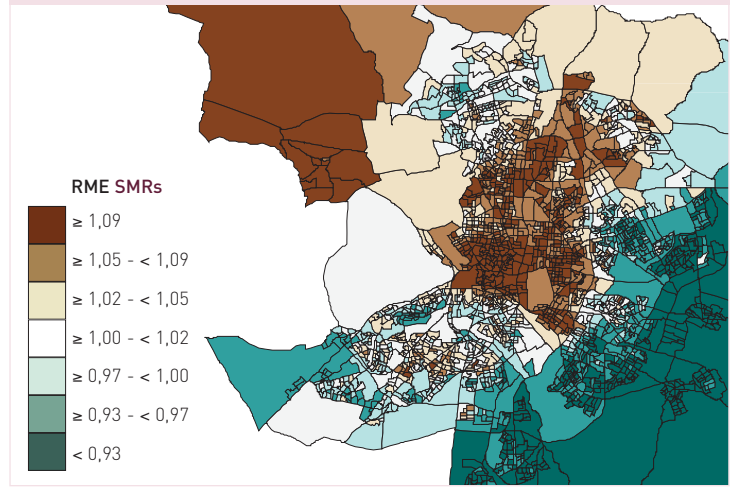 RME SMRs
≥ 1,09
≥ 1,05 - < 1,09
≥ 1,02 - < 1,05
≥ 1,00 - < 1,02
≥ 0,97 - < 1,00
≥ 0,93 - < 0,97
< 0,93